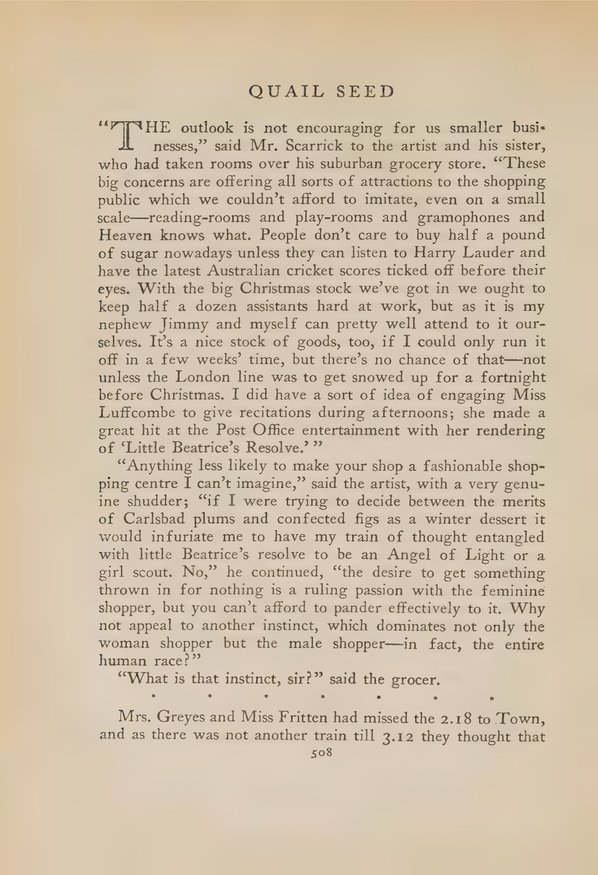 QUAIL SEED
“THE outlook is not encouraging for us smaller busi-
nesses,” said Mr. Scarrick to the artist and his sister,
who had taken rooms over his suburban grocery store. “These
big concerns are offering all sorts of attractions to the shopping
public which we couldn’t afford to imitate, even on a small
scale—reading-rooms and play-rooms and gramophones and
Heaven knows what. People don’t care to buy half a pound
of sugar nowadays unless they can listen to Harry Lauder and
have the latest Australian cricket scores ticked off before their
eyes. With the big Christmas stock we’ve got in we ought to
keep half a dozen assistants hard at work, but as it is my
nephew Jimmy and myself can pretty well attend to it our-
selves. It’s a nice stock of goods, too, if I could only run it
off in a few weeks’ time, but there’s no chance of that—not
unless the London line was to get snowed up for a fortnight
before Christmas. I did have a sort of idea of engaging Miss
Luffcombe to give recitations during afternoons; she made a
great hit at the Post Office entertainment with her rendering
of ‘Little Beatrice’s Resolve.’ ”
“Anything less likely to make your shop a fashionable shop-
ping centre I can’t imagine,” said the artist, with a very genu-
ine shudder; “if I were trying to decide between the merits
of Carlsbad plums and confected figs as a winter dessert it
would infuriate me to have my train of thought entangled
with little Beatrice’s resolve to be an Angel of Light or a
girl scout. No,” he continued, “the desire to get something
thrown in for nothing is a ruling passion with the feminine
shopper, but you can’t afford to pander effectively to it. Why
not appeal to another instinct, which dominates not only the
woman shopper but the male shopper—in fact, the entire
human race?”
“What is that instinct, sir?” said the grocer.
. . . . . . .
Mrs. Greyes and Miss Fritten had missed the 2.18 to Town,
and as there was not another train till 3.12 they thought that
508